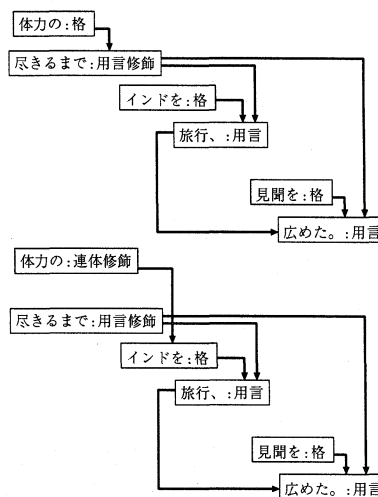 体力の:格
尽きるまで:用言修飾
インドを:格
旅行、:用言
見聞を:格
広めた。:用言
体力の:連体修飾
尽きるまで:用言修飾
インドを:格
旅行、:用言
見聞を:格
広めた。:用言